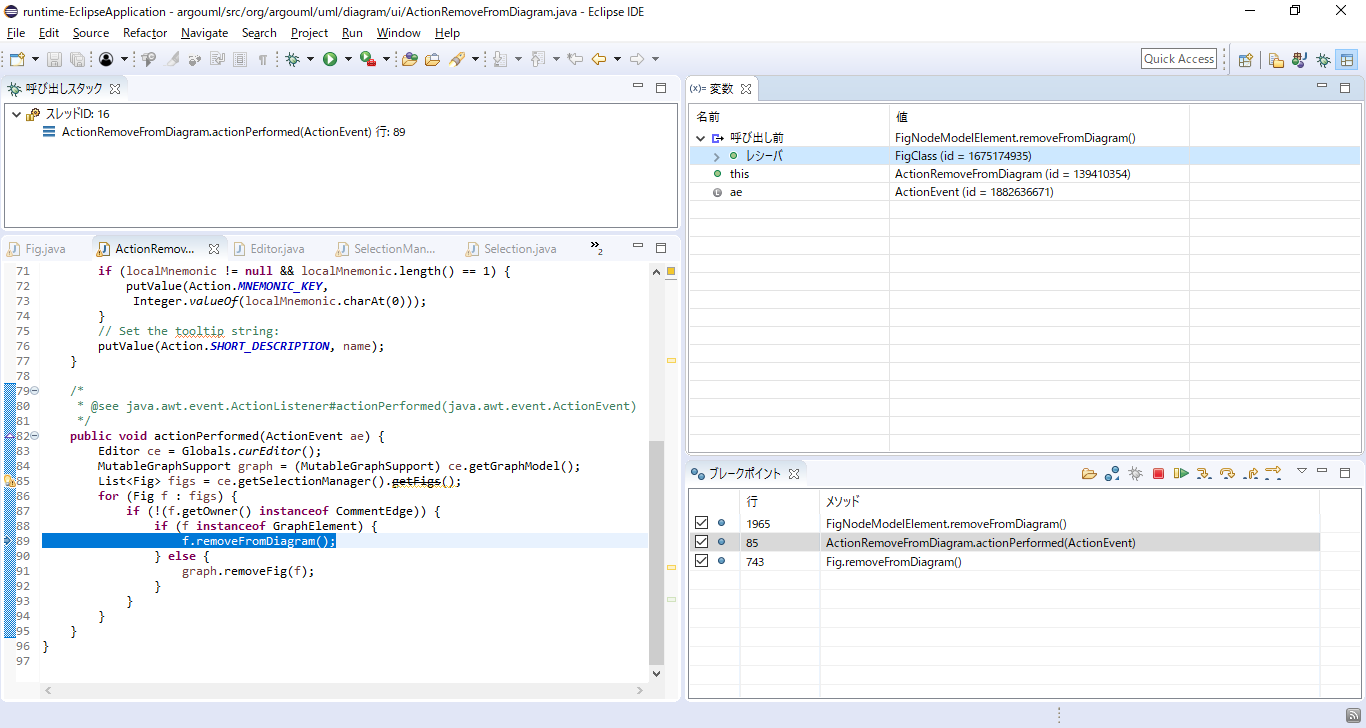 runtime-EclipseApplication - argouml/src/org/argouml/uml/diagram/ui/ActionRemoveFromDiagram.java - Eclipse IDE
File Edit Source Refactor Navigate Search Project Run Window Help
Quick Access
呼び出しスタック
スレッドID: 16
ActionRemoveFromDiagram.actionPerformed(ActionEvent) 行: 89
(x)= 変数
名前 値
呼び出し前 FigNodeModelElement.removeFromDiagram()
レシーバ FigClass (id = 1675174935)
this ActionRemoveFromDiagram (id = 139410354)
ae ActionEvent (id = 1882636671)
Fig.java ActionRemov... Editor.java SelectionMan... Selection.java »2
71 if (localMnemonic != null && localMnemonic.length() == 1) {
72 putValue(Action.MNEMONIC_KEY,
73 Integer.valueOf(localMnemonic.charAt(0)));
74 }
75 // Set the tooltip string:
76 putValue(Action.SHORT_DESCRIPTION, name);
77 }
78
79 /*
80 * @see java.awt.event.ActionListener#actionPerformed(java.awt.event.ActionEvent)
81 */
82 public void actionPerformed(ActionEvent ae) {
83 Editor ce = Globals.curEditor();
84 MutableGraphSupport graph = (MutableGraphSupport) ce.getGraphModel();
85 List<Fig> figs = ce.getSelectionManager().getFigs();
86 for (Fig f : figs) {
87 if (!(f.getOwner() instanceof CommentEdge)) {
88 if (f instanceof GraphElement) {
89 f.removeFromDiagram();
90 } else {
91 graph.removeFig(f);
92 }
93 }
94 }
95 }
96 }
97
ブレークポイント
行 メソッド
1965 FigNodeModelElement.removeFromDiagram()
85 ActionRemoveFromDiagram.actionPerformed(ActionEvent)
743 Fig.removeFromDiagram()